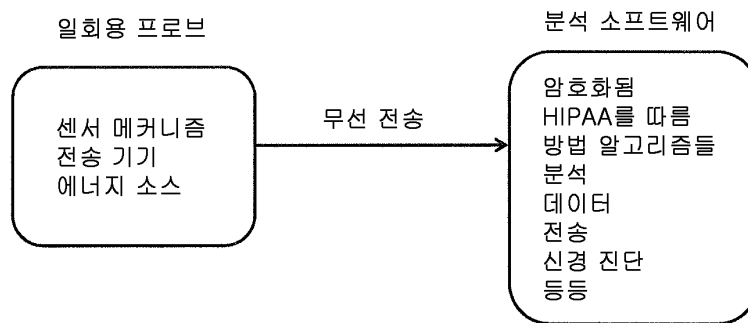 일회용 프로브
센서 메커니즘
전송 기기
에너지 소스
무선 전송
분석 소프트웨어
암호화됨
HIPAA를 따름
방법 알고리즘들
분석
데이터
전송
신경 진단
등등